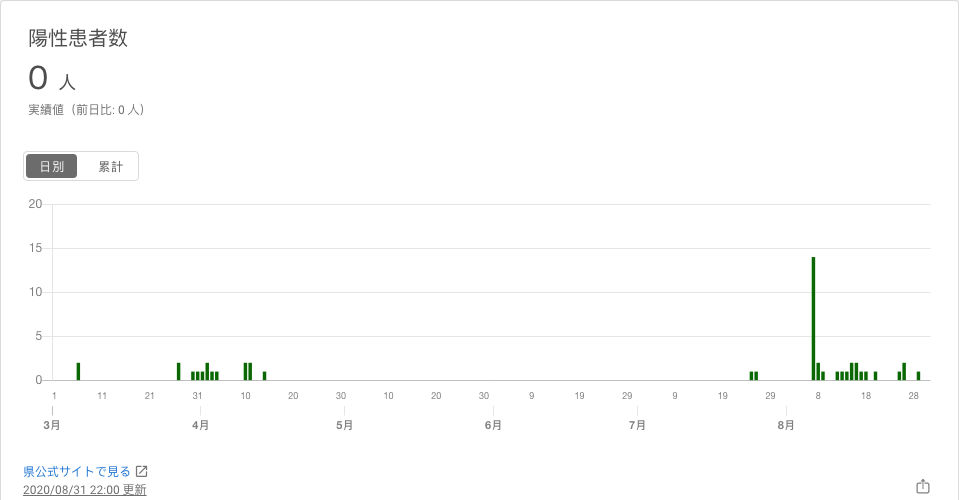 陽性患者数
0 人
実績値（前日比: 0 人）
日別 累計
20
15
10
5
0
1 11 21 31 10 20 30 10 20 30 9 19 29 9 19 29 8 18 28
3月 4月 5月 6月 7月 8月
県公式サイトで見る
2020/08/31 22:00 更新